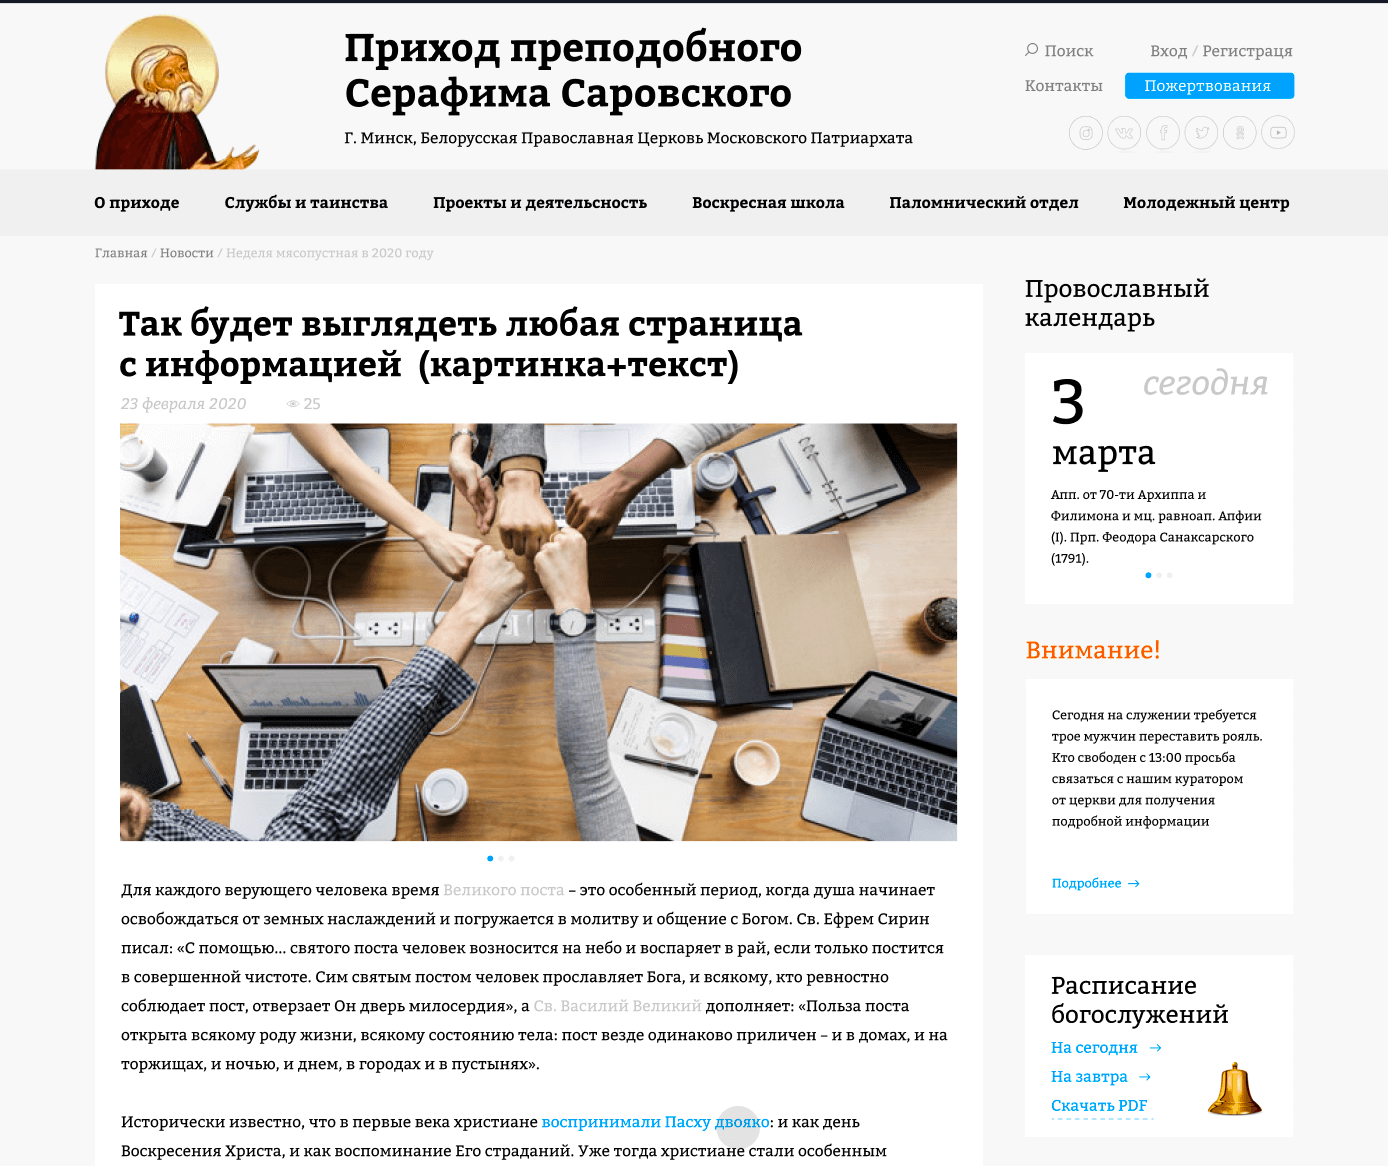 Приход преподобного
Серафима Саровского
Г. Минск, Белорусская Православная Церковь Московского Патриархата
Поиск
Вход / Регистраця
Контакты
Пожертвования
О приходе
Службы и таинства
Проекты и деятельсность
Воскресная школа
Паломнический отдел
Молодежный центр
Главная / Новости / Неделя мясопустная в 2020 году
Так будет выглядеть любая страница
с информацией (картинка+текст)
23 февраля 2020
25
Для каждого верующего человека время Великого поста – это особенный период, когда душа начинает
освобождаться от земных наслаждений и погружается в молитву и общение с Богом. Св. Ефрем Сирин
писал: «С помощью... святого поста человек возносится на небо и воспаряет в рай, если только постится
в совершенной чистоте. Сим святым постом человек прославляет Бога, и всякому, кто ревностно
соблюдает пост, отверзает Он дверь милосердия», а Св. Василий Великий дополняет: «Польза поста
открыта всякому роду жизни, всякому состоянию тела: пост везде одинаково приличен – и в домах, и на
торжищах, и ночью, и днем, в городах и в пустынях».
Исторически известно, что в первые века христиане воспринимали Пасху двояко: и как день
Воскресения Христа, и как воспоминание Его страданий. Уже тогда христиане стали особенным
Провославный
календарь
3
сегодня
марта
Апп. от 70-ти Архиппа и
Филимона и мц. равноап. Апфии
(I). Прп. Феодора Санаксарского
(1791).
Внимание!
Сегодня на служении требуется
трое мужчин переставить рояль.
Кто свободен с 13:00 просьба
связаться с нашим куратором
от церкви для получения
подробной информации
Подробнее →
Расписание
богослужений
На сегодня →
На завтра →
Скачать PDF